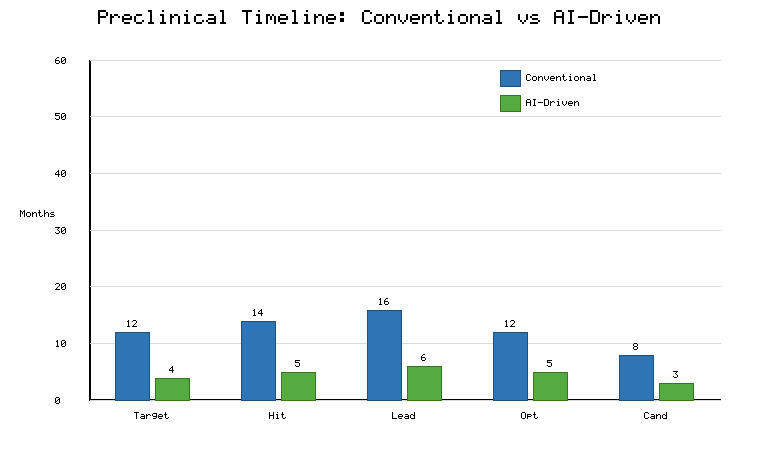 Preclinical Timeline: Conventional vs AI-Driven
60
Conventional
AI-Driven
50
40
Months
30
20
10
0
12
4
14
5
16
6
12
5
8
3
Target
Hit
Lead
Opt
Cand